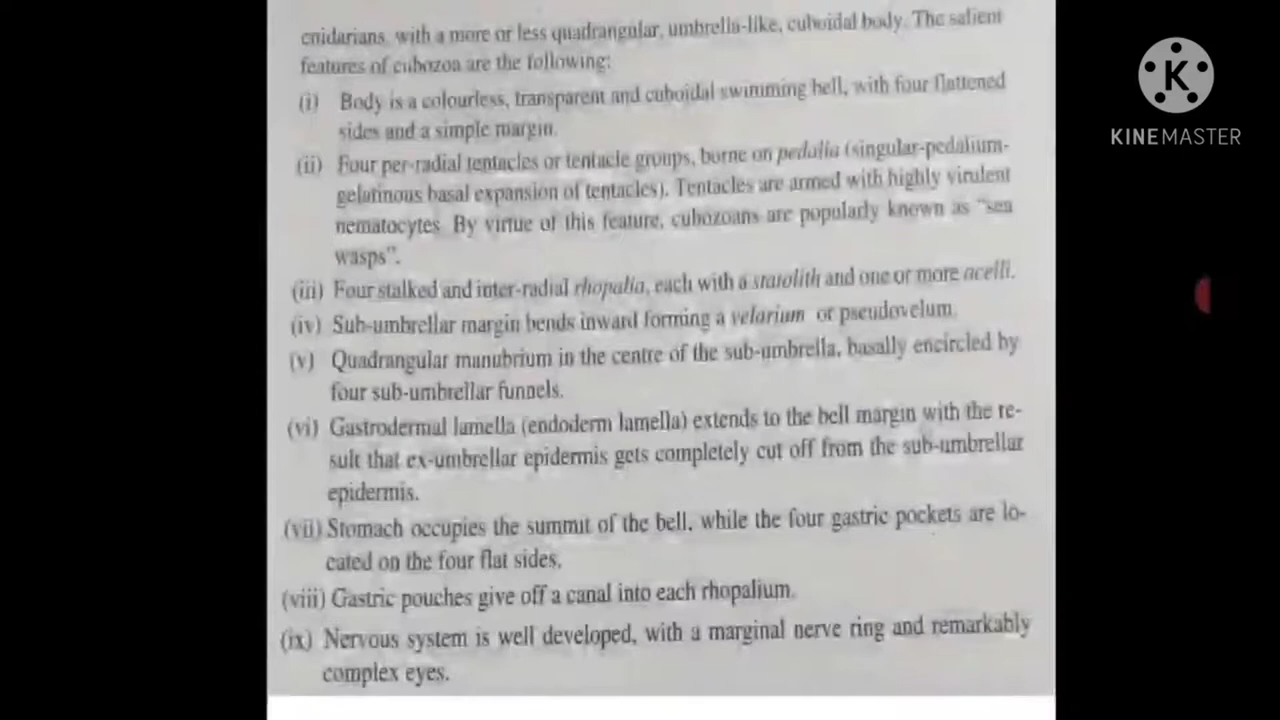 cnidarians, with a more or less quadrangular, umbrella-like, cuboidal body. The salient
features of cubozoa are the following:
(i) Body is a colourless, transparent and cuboidal swimming bell, with four flattened
sides and a simple margin.
(ii) Four per-radial tentacles or tentacle groups, borne on pedalia (singular-pedalium-
gelatinous basal expansion of tentacles). Tentacles are armed with highly virulent
nematocytes. By virtue of this feature, cubozoans are popularly known as "sea
wasps".
(iii) Four stalked and inter-radial rhopalia, each with a statolith and one or more acelli.
(iv) Sub-umbrellar margin bends inward forming a velarium or pseudovelum.
(v) Quadrangular manubrium in the centre of the sub-umbrella, basally encircled by
four sub-umbrellar funnels.
(vi) Gastrodermal lamella (endoderm lamella) extends to the bell margin with the re-
sult that ex-umbrellar epidermis gets completely cut off from the sub-umbrellar
epidermis.
(vii) Stomach occupies the summit of the bell, while the four gastric pockets are lo-
cated on the four flat sides.
(viii) Gastric pouches give off a canal into each rhopalium.
(ix) Nervous system is well developed, with a marginal nerve ring and remarkably
complex eyes.
K
KINEMASTER